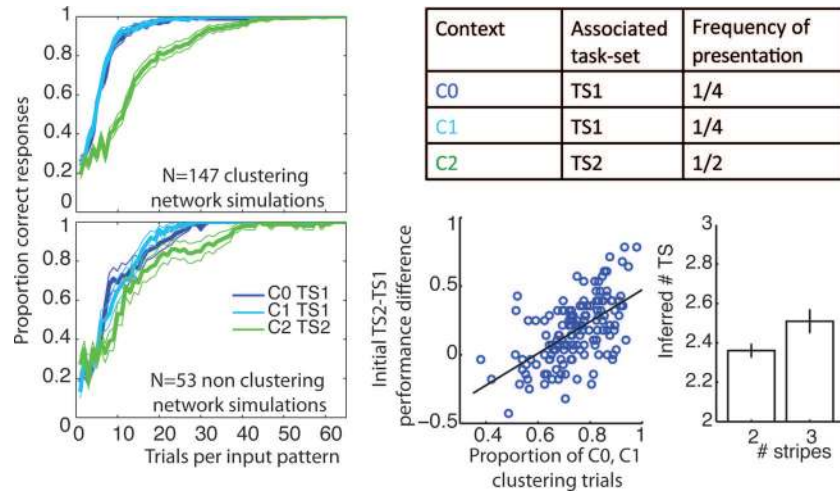 1
0.8
0.6
0.4
0.2
0
N=147 clustering
network simulations
1
0.8
0.6
0.4
0.2
0
C0 TS1
C1 TS1
C2 TS2
N=53 non clustering
network simulations
0 10 20 30 40 50 60
Trials per input pattern
Proportion correct responses
Context Associated task-set Frequency of presentation
C0 TS1 1/4
C1 TS1 1/4
C2 TS2 1/2
Initial TS2-TS1
performance difference
1
0.5
0
−0.5
0.4 0.6 0.8 1
Proportion of C0, C1
clustering trials
Inferred # TS
3
2.8
2.6
2.4
2.2
2
2 3
# stripes